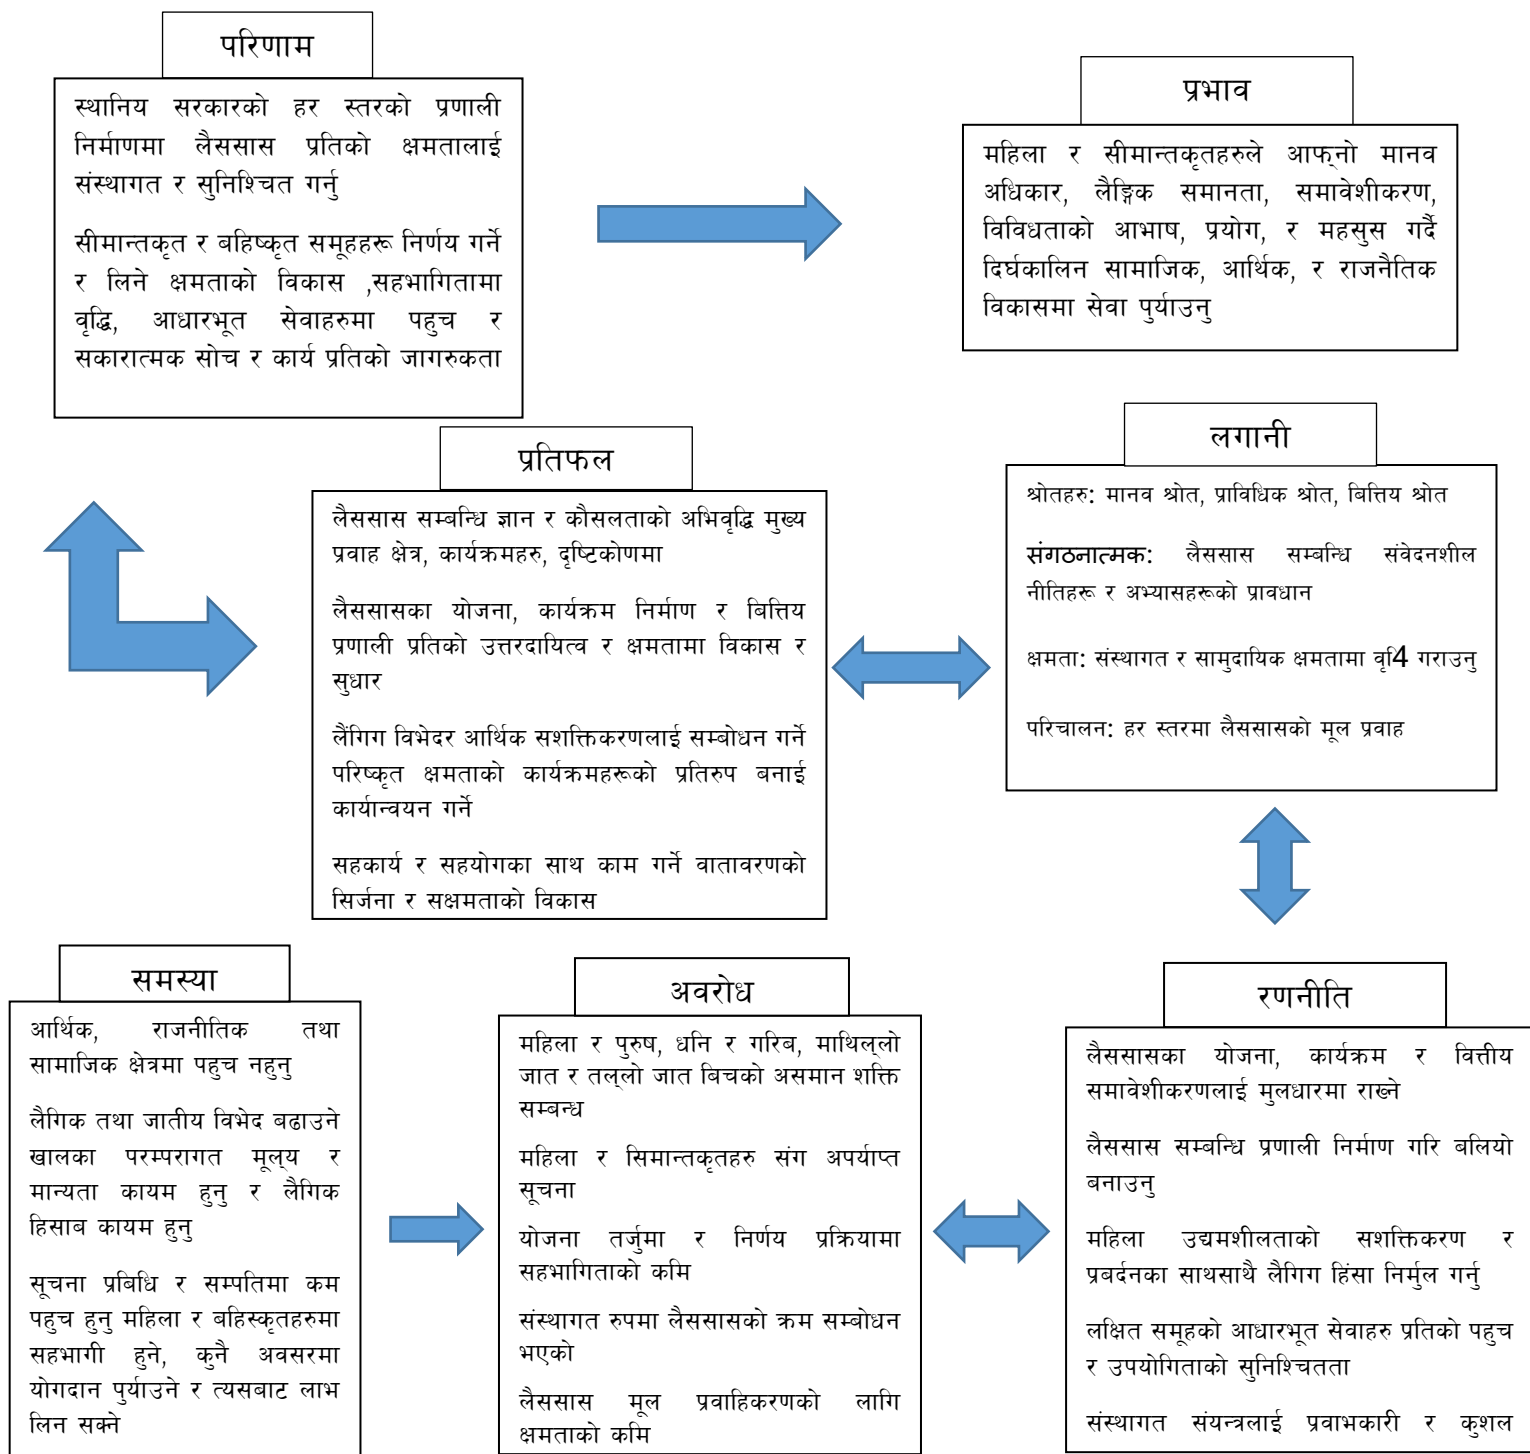 परिणाम
स्थानिय सरकारको हर स्तरको प्रणाली
निर्माणमा लैससास प्रतिको क्षमतालाई
संस्थागत र सुनिश्चित गर्नु
सीमान्तकृत र बहिष्कृत समूहहरू निर्णय गर्ने
र लिने क्षमताको विकास ,सहभागितामा
वृद्धि, आधारभूत सेवाहरुमा पहुच र
सकारात्मक सोच र कार्य प्रतिको जागरुकता
प्रभाव
महिला र सीमान्तकृतहरुले आफ्नो मानव
अधिकार, लैङ्गिक समानता, समावेशीकरण,
विविधताको आभाष, प्रयोग, र महसुस गर्दै
दिर्घकालिन सामाजिक, आर्थिक, र राजनैतिक
विकासमा सेवा पुर्याउनु
प्रतिफल
लैससास सम्बन्धि ज्ञान र कौसलताको अभिवृद्धि मुख्य
प्रवाह क्षेत्र, कार्यक्रमहरु, दृष्टिकोणमा
लैससासका योजना, कार्यक्रम निर्माण र बित्तिय
प्रणाली प्रतिको उत्तरदायित्व र क्षमतामा विकास र
सुधार
लैंगिग विभेदर आर्थिक सशक्तिकरणलाई सम्बोधन गर्ने
परिष्कृत क्षमताको कार्यक्रमहरूको प्रतिरुप बनाई
कार्यान्वयन गर्ने
सहकार्य र सहयोगका साथ काम गर्ने वातावरणको
सिर्जना र सक्षमताको विकास
लगानी
श्रोतहरु: मानव श्रोत, प्राविधिक श्रोत, बित्तिय श्रोत
संगठनात्मक: लैससास सम्बन्धि संवेदनशील
नीतिहरू र अभ्यासहरूको प्रावधान
क्षमता: संस्थागत र सामुदायिक क्षमतामा वृ्ि4 गराउनु
परिचालन: हर स्तरमा लैससासको मूल प्रवाह
समस्या
आर्थिक, राजनीतिक तथा
सामाजिक क्षेत्रमा पहुच नहुनु
लैगिक तथा जातीय विभेद बढाउने
खालका परम्परागत मूल्य र
मान्यता कायम हुनु र लैगिक
हिसाब कायम हुनु
सूचना प्रबिधि र सम्पतिमा कम
पहुच हुनु महिला र बहिस्कृतहरुमा
सहभागी हुने, कुनै अवसरमा
योगदान पुर्याउने र त्यसबाट लाभ
लिन सक्ने
अवरोध
महिला र पुरुष, धनि र गरिब, माथिल्लो
जात र तल्लो जात बिचको असमान शक्ति
सम्बन्ध
महिला र सिमान्तकृतहरु संग अपर्याप्त
सूचना
योजना तर्जुमा र निर्णय प्रक्रियामा
सहभागिताको कमि
संस्थागत रुपमा लैससासको क्रम सम्बोधन
भएको
लैससास मूल प्रवाहिकरणको लागि
क्षमताको कमि
रणनीति
लैससासका योजना, कार्यक्रम र वित्तीय
समावेशीकरणलाई मुलधारमा राख्ने
लैससास सम्बन्धि प्रणाली निर्माण गरि बलियो
बनाउनु
महिला उद्यमशीलताको सशक्तिकरण र
प्रबर्दनका साथसाथै लैगिग हिंसा निर्मुल गर्नु
लक्षित समूहको आधारभूत सेवाहरु प्रतिको पहुच
र उपयोगिताको सुनिश्चितता
संस्थागत संयन्त्रलाई प्रवाभकारी र कुशल